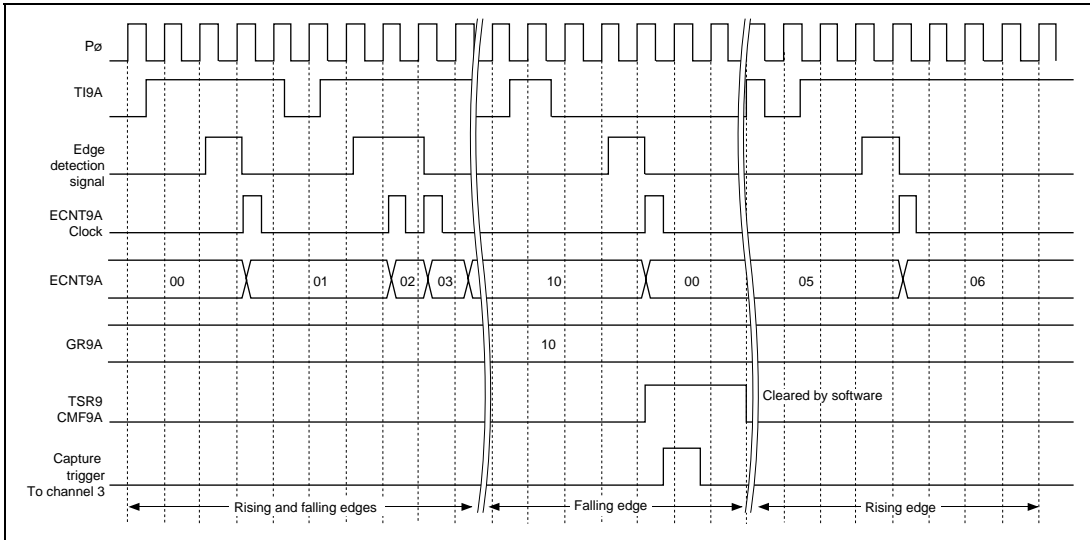 Pø
TI9A
Edge
detection
signal
ECNT9A
Clock
ECNT9A
00
01
02
03
10
00
05
06
GR9A
10
TSR9
CMF9A
Cleared by software
Capture
trigger
To channel 3
Rising and falling edges
Falling edge
Rising edge